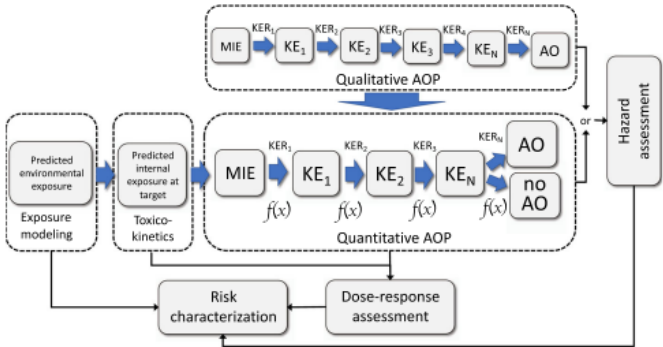 KER₁ KER₂ KER₃ KER₄ KERₙ
MIE KE₁ KE₂ KE₃ KEₙ AO
Qualitative AOP
or
Hazard
assessment
Predicted
environmental
exposure
Exposure
modeling
Predicted
internal
exposure at
target
Toxico-
kinetics
KER₁ KER₂ KER₃ KERₙ
MIE KE₁ KE₂ KEₙ AO
no
AO
f(x) f(x) f(x) f(x)
Quantitative AOP
Risk
characterization
Dose-response
assessment